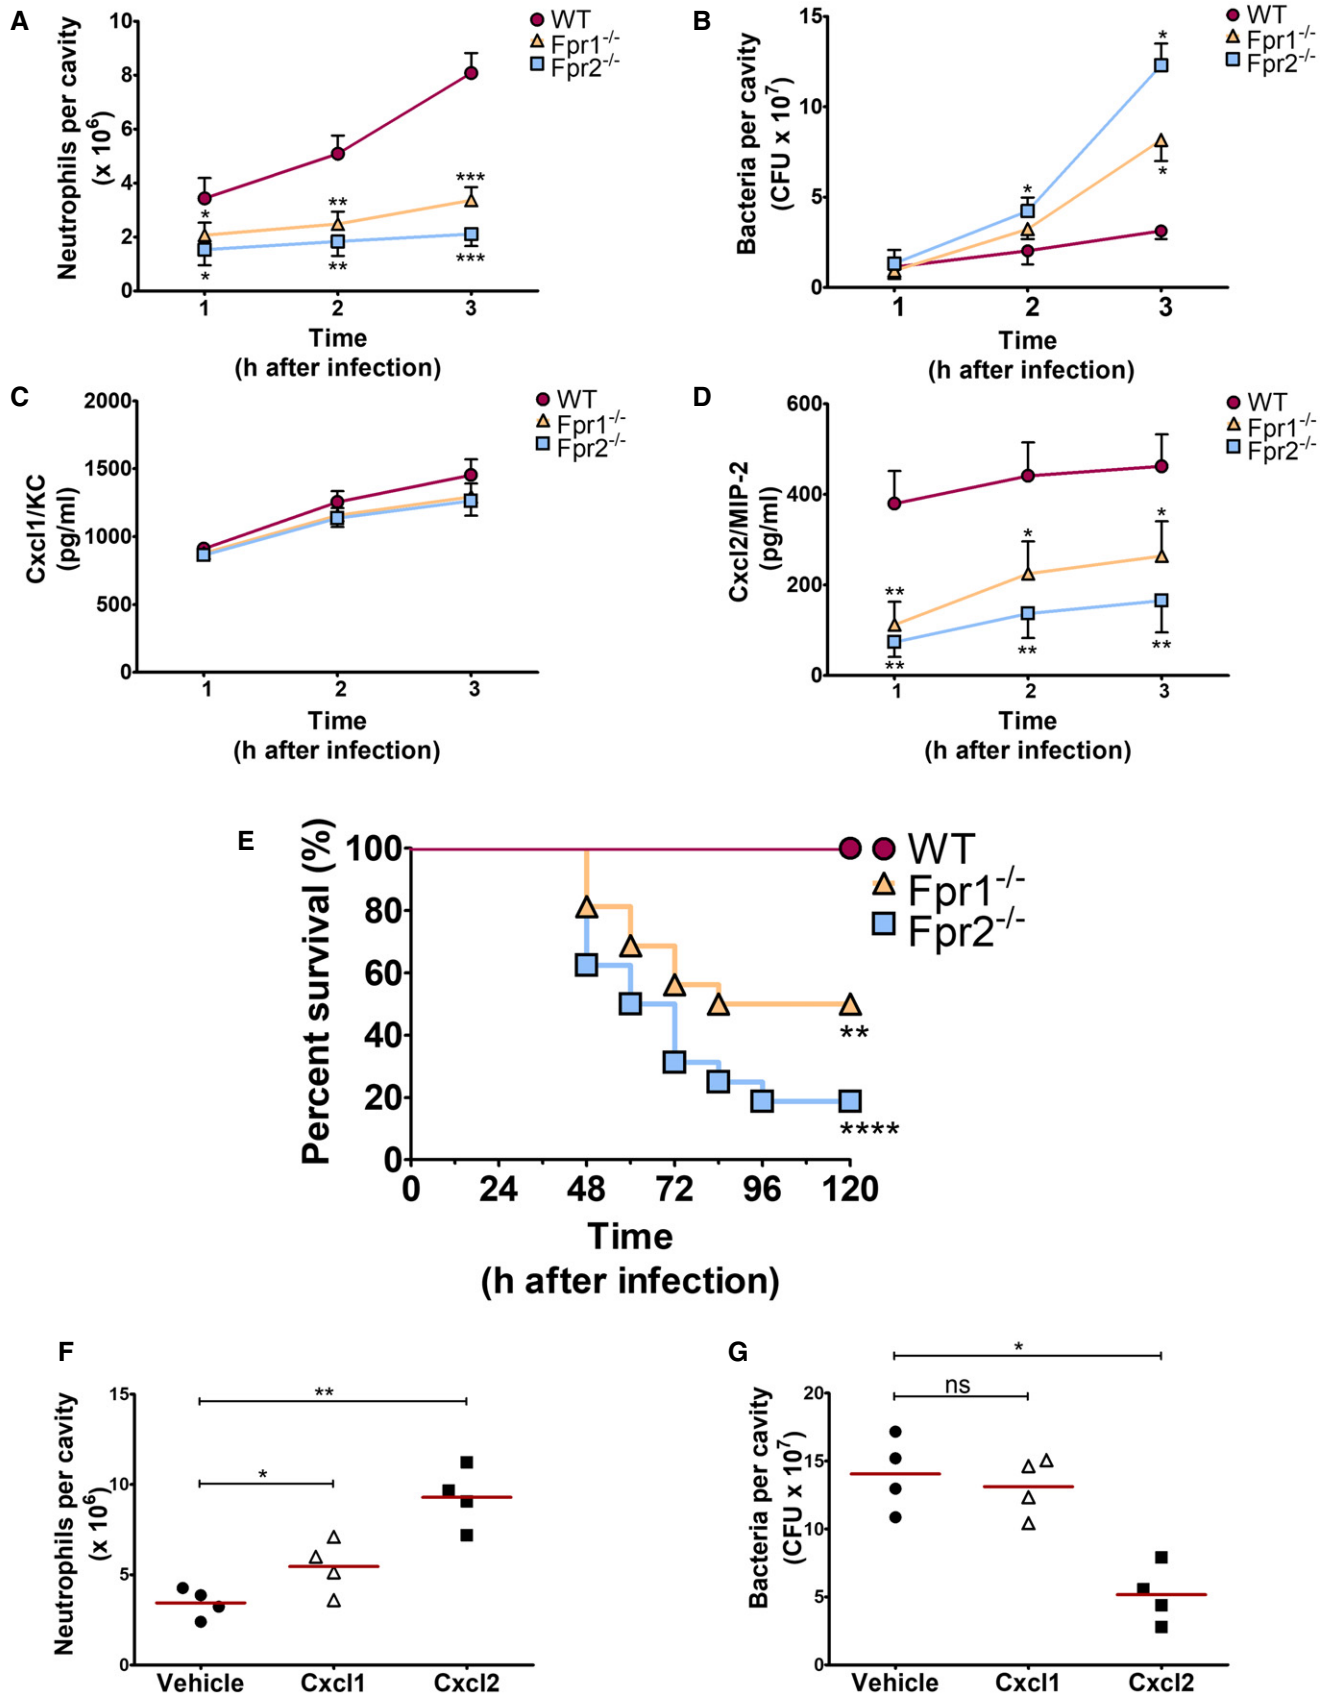 A
Neutrophils per cavity
(x 10⁶)
10
8
6
4
2
0
*
*
**
**
***
***
1 2 3
Time
(h after infection)
WT
Fpr1⁻/⁻
Fpr2⁻/⁻
B
Bacteria per cavity
(CFU x 10⁷)
15
10
5
0
*
*
*
1 2 3
Time
(h after infection)
WT
Fpr1⁻/⁻
Fpr2⁻/⁻
C
Cxcl1/KC
(pg/ml)
2000
1500
1000
500
0
1 2 3
Time
(h after infection)
WT
Fpr1⁻/⁻
Fpr2⁻/⁻
D
Cxcl2/MIP-2
(pg/ml)
600
400
200
0
**
**
*
**
*
**
1 2 3
Time
(h after infection)
WT
Fpr1⁻/⁻
Fpr2⁻/⁻
E
Percent survival (%)
100
80
60
40
20
0
**
****
0 24 48 72 96 120
Time
(h after infection)
WT
Fpr1⁻/⁻
Fpr2⁻/⁻
F
Neutrophils per cavity
(x 10⁶)
15
10
5
0
**
*
Vehicle Cxcl1 Cxcl2
G
Bacteria per cavity
(CFU x 10⁷)
20
15
10
5
0
*
ns
Vehicle Cxcl1 Cxcl2